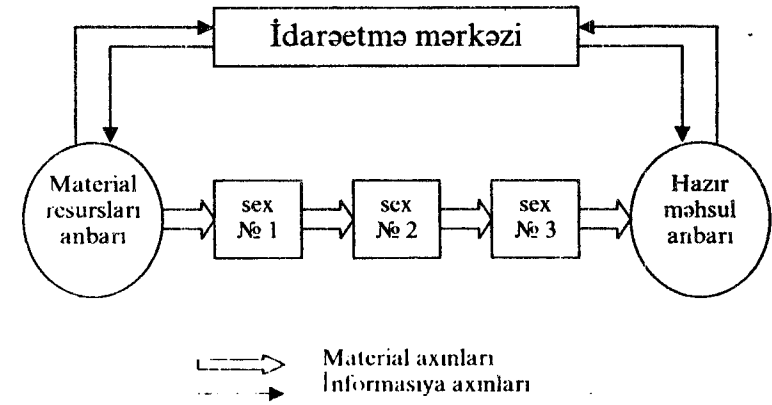 İdarəetmə mərkəzi
Material
resursları
anbarı
sex
№ 1
sex
№ 2
sex
№ 3
Hazır
məhsul
anbarı
Material axınları
İnformasiya axınları